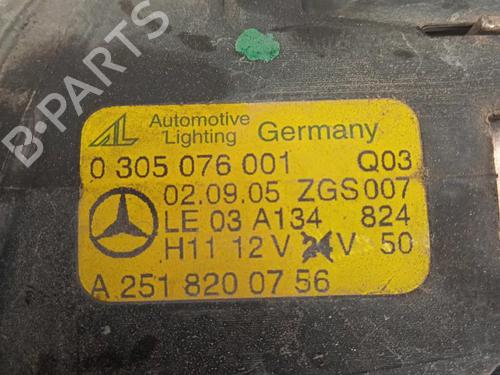 B-PARTS
AL Automotive Lighting Germany
0 305 076 001 Q03
02.09.05 ZGS 007
LE 03 A134 824
H11 12 V 24 V 50
A 251 820 07 56